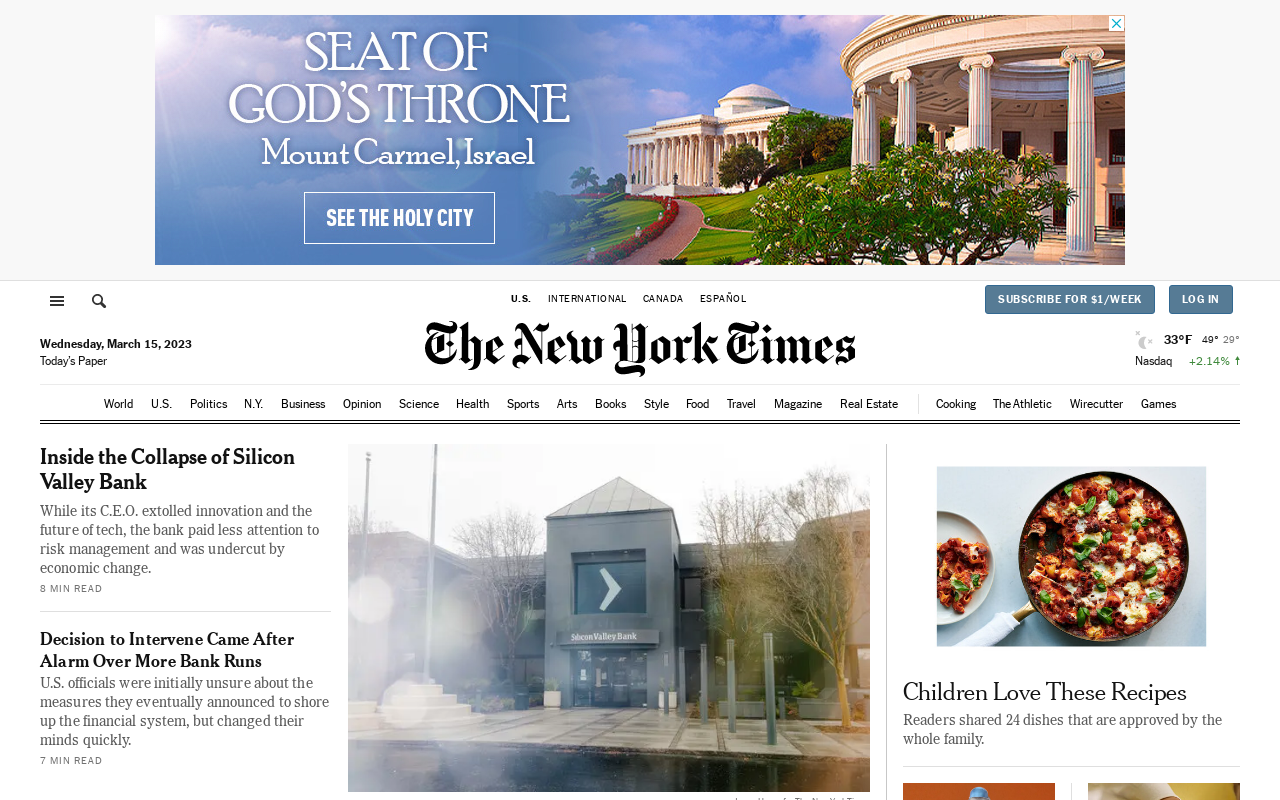 SEAT OF
GOD'S THRONE
Mount Carmel, Israel
SEE THE HOLY CITY
U.S. INTERNATIONAL CANADA ESPAÑOL
SUBSCRIBE FOR $1/WEEK LOG IN
The New York Times
Wednesday, March 15, 2023
Today's Paper
33°F 49° 29°
Nasdaq +2.14% ↑
World U.S. Politics N.Y. Business Opinion Science Health Sports Arts Books Style Food Travel Magazine Real Estate Cooking The Athletic Wirecutter Games
Inside the Collapse of Silicon
Valley Bank
While its C.E.O. extolled innovation and the
future of tech, the bank paid less attention to
risk management and was undercut by
economic change.
8 MIN READ
Decision to Intervene Came After
Alarm Over More Bank Runs
U.S. officials were initially unsure about the
measures they eventually announced to shore
up the financial system, but changed their
minds quickly.
7 MIN READ
Silicon Valley Bank
Children Love These Recipes
Readers shared 24 dishes that are approved by the
whole family.